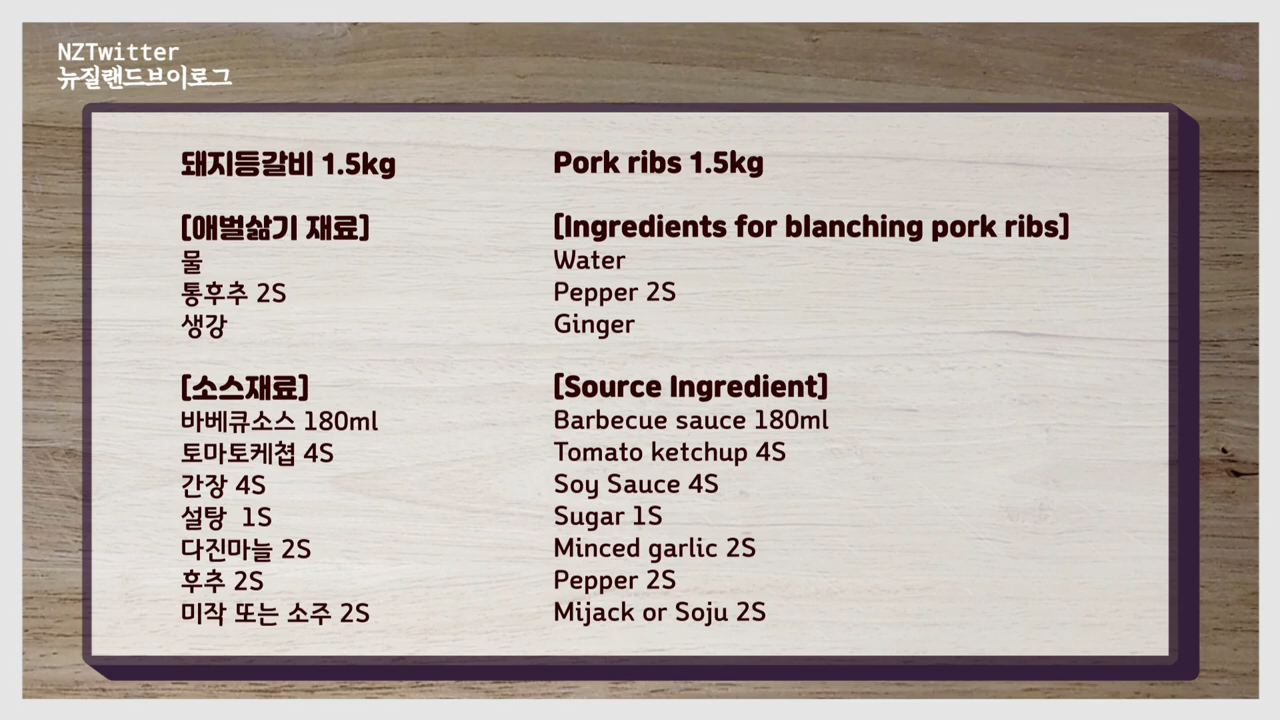 NZTwitter
뉴질랜드브이로그
돼지등갈비 1.5kg
[애벌삶기 재료]
물
통후추 2S
생강
[소스재료]
바베큐소스 180ml
토마토케쳡 4S
간장 4S
설탕 1S
다진마늘 2S
후추 2S
미작 또는 소주 2S
Pork ribs 1.5kg
[Ingredients for blanching pork ribs]
Water
Pepper 2S
Ginger
[Source Ingredient]
Barbecue sauce 180ml
Tomato ketchup 4S
Soy Sauce 4S
Sugar 1S
Minced garlic 2S
Pepper 2S
Mijack or Soju 2S